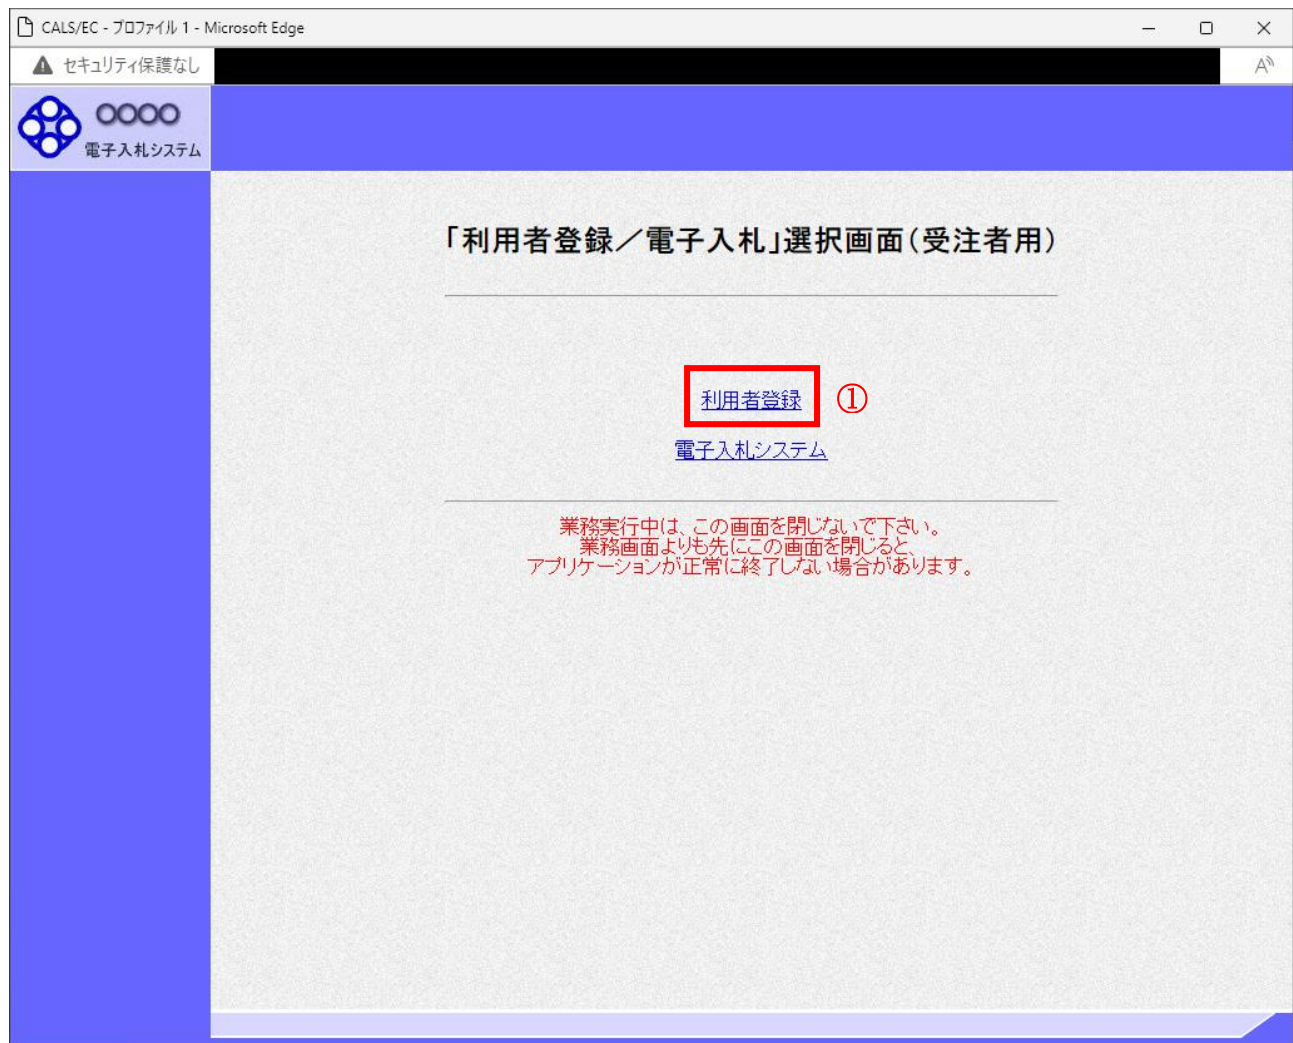 CALS/EC - プロファイル 1 - Microsoft Edge
セキュリティ保護なし
A
○○○○
電子入札システム
「利用者登録／電子入札」選択画面（受注者用）
利用者登録 ①
電子入札システム
業務実行中は、この画面を閉じないで下さい。
業務画面よりも先にこの画面を閉じると、
アプリケーションが正常に終了しない場合があります。